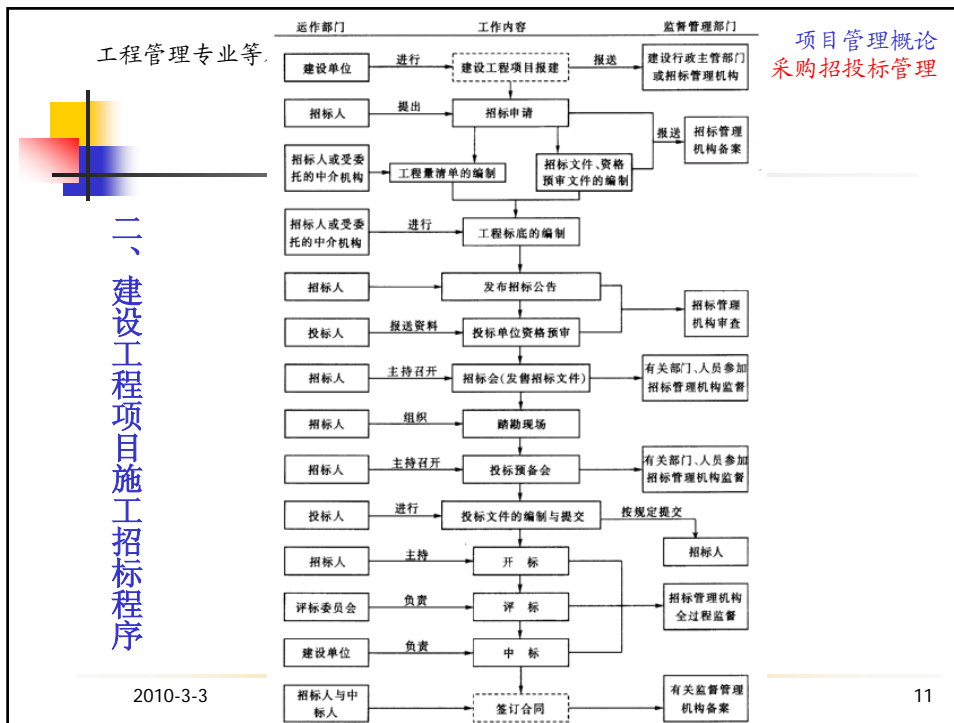 运作部门 工作内容 监督管理部门
工程管理专业等
项目管理概论
采购招投标管理
二、建设工程项目施工招标程序
建设单位 进行 建设工程项目报建 报送 建设行政主管部门
或招标管理机构
招标人 提出 招标申请
报送 招标管理
机构备案
招标人或受委
托的中介机构
工程量清单的编制
招标文件、资格
预审文件的编制
招标人或受委
托的中介机构
进行 工程标底的编制
招标人 发布招标公告
招标管理
机构审查
投标人 报送资料 投标单位资格预审
招标人 主持召开 招标会(发售招标文件) 有关部门、人员参加
招标管理机构监督
招标人 组织 踏勘现场
招标人 主持召开 投标预备会 有关部门、人员参加
招标管理机构监督
投标人 进行 投标文件的编制与提交 按规定提交
招标人
招标人 主持 开 标
评标委员会 负责 评 标 招标管理机构
全过程监督
建设单位 负责 中 标
招标人与中
标人
签订合同 有关监督管理
机构备案
2010-3-3 11